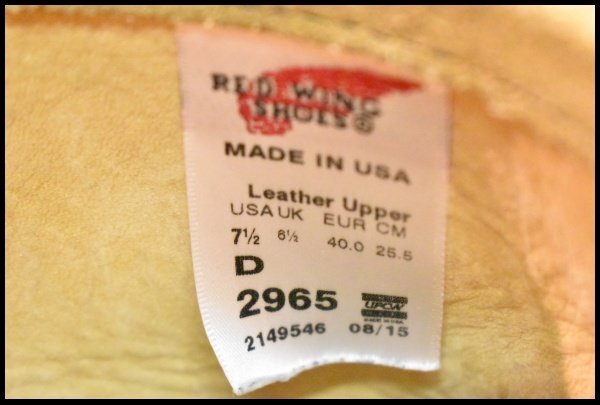 RED WING
SHOES®
MADE IN USA
Leather Upper
USA UK EUR CM
7½ 6½ 40.0 25.5
D
2965 UPCW
2149546 08/15